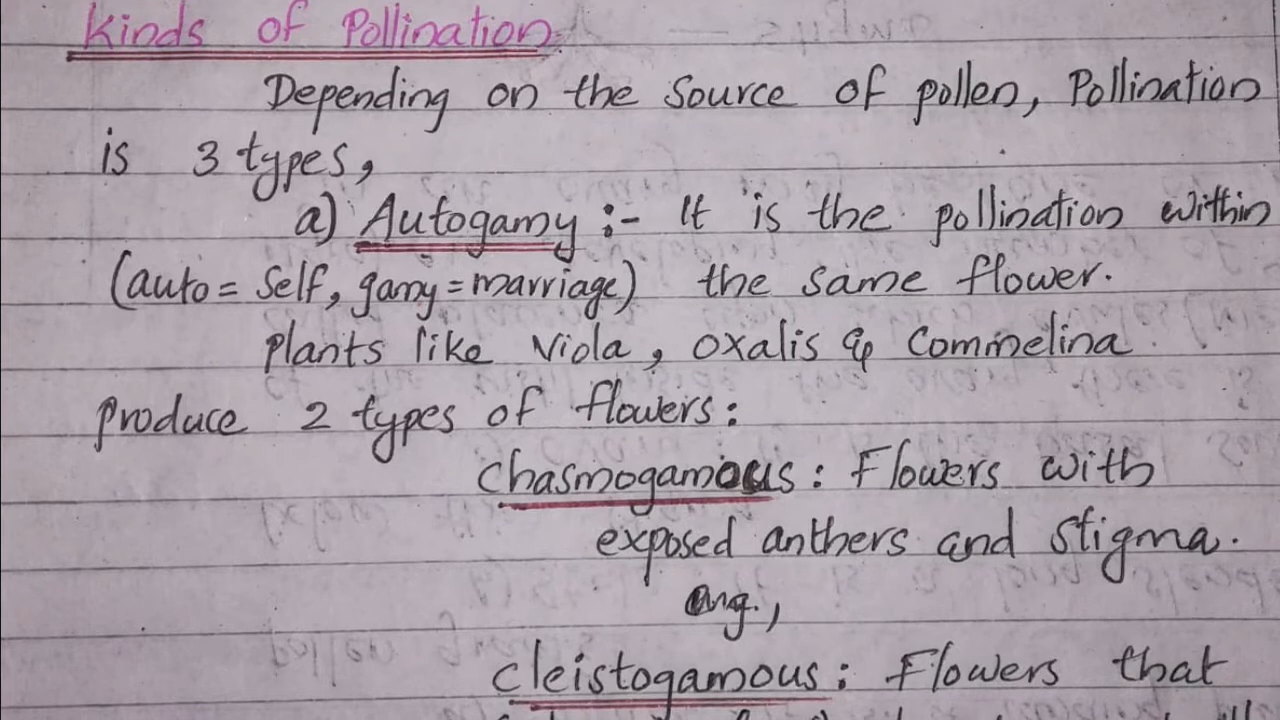 Kinds of Pollination
Depending on the source of pollen, Pollination
is 3 types,
a) Autogamy :- It is the pollination within
(auto = Self, gamy = marriage) the same flower.
plants like Viola, oxalis & Commelina
produce 2 types of flowers:
Chasmogamous : Flowers with
exposed anthers and stigma.
Cleistogamous : Flowers that